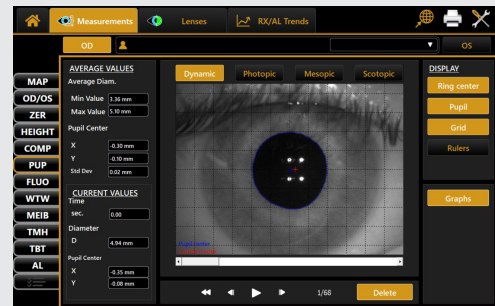 Measurements
Lenses
RX/AL Trends
OD
OS
MAP
OD/OS
ZER
HEIGHT
COMP
PUP
FLUO
WTW
MEIB
TMH
TBT
AL
AVERAGE VALUES
Average Diam.
Min Value 3.36 mm
Max Value 5.10 mm
Pupil Center
X -0.30 mm
Y -0.10 mm
Std Dev 0.02 mm
CURRENT VALUES
Time
sec. 0.00
Diameter
D 4.94 mm
Pupil Center
X -0.35 mm
Y -0.08 mm
Dynamic
Photopic
Mesopic
Scotopic
Pupil center
1/68
Delete
DISPLAY
Ring center
Pupil
Grid
Rulers
Graphs